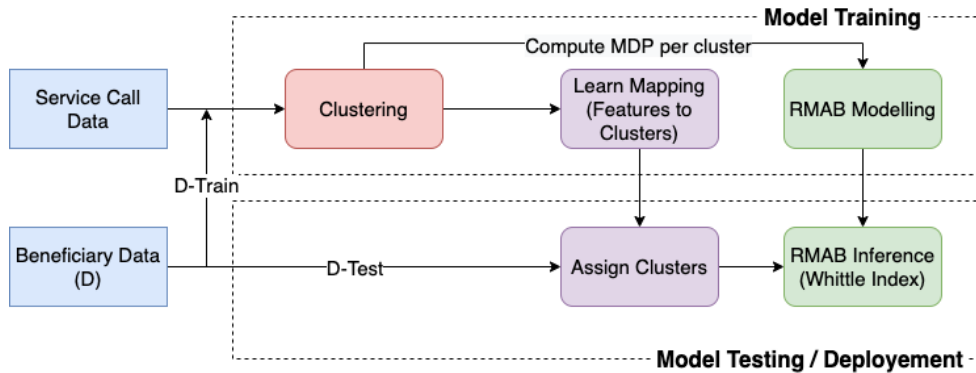 Model Training
Compute MDP per cluster
Service Call
Data
Clustering
Learn Mapping
(Features to
Clusters)
RMAB Modelling
D-Train
Beneficiary Data
(D)
D-Test
Assign Clusters
RMAB Inference
(Whittle Index)
Model Testing / Deployement